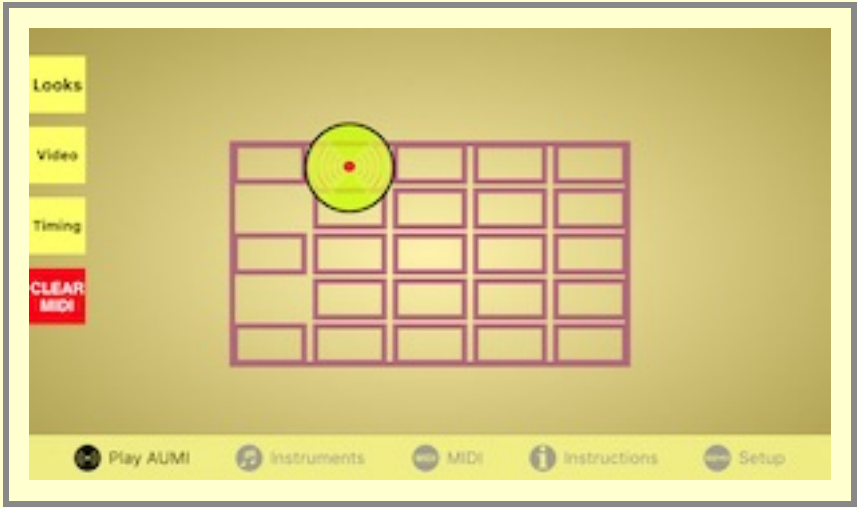 Looks
Video
Timing
CLEAR
MIDI
Play AUMI
Instruments
MIDI
Instructions
Setup